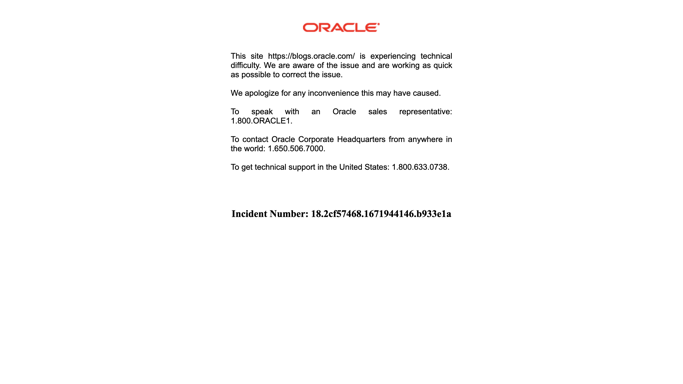 ORACLE
This site https://blogs.oracle.com/ is experiencing technical
difficulty. We are aware of the issue and are working as quick
as possible to correct the issue.
We apologize for any inconvenience this may have caused.
To speak with an Oracle sales representative:
1.800.ORACLE1.
To contact Oracle Corporate Headquarters from anywhere in
the world: 1.650.506.7000.
To get technical support in the United States: 1.800.633.0738.
Incident Number: 18.2cf57468.1671944146.b933e1a